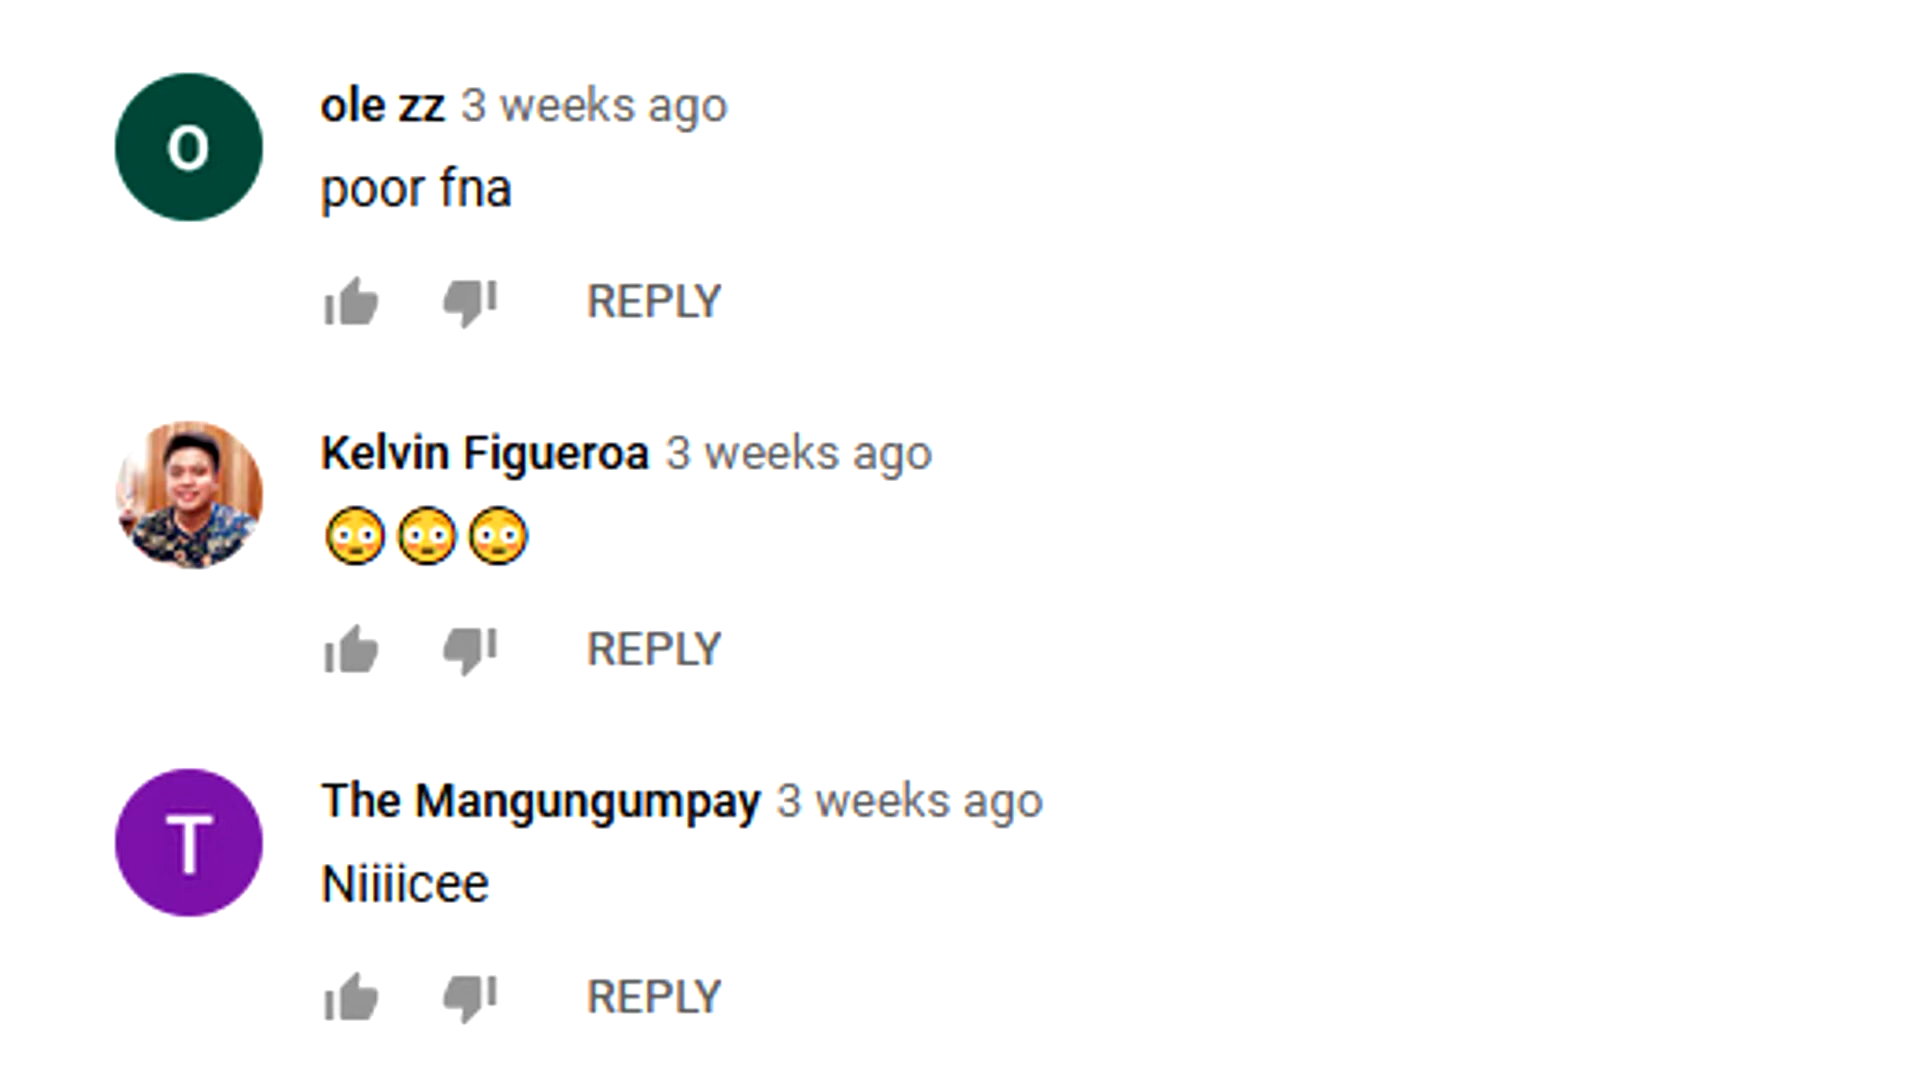 O
ole zz 3 weeks ago
poor fna
REPLY
Kelvin Figueroa 3 weeks ago
😳😳😳
REPLY
T
The Mangungumpay 3 weeks ago
Niiiicee
REPLY